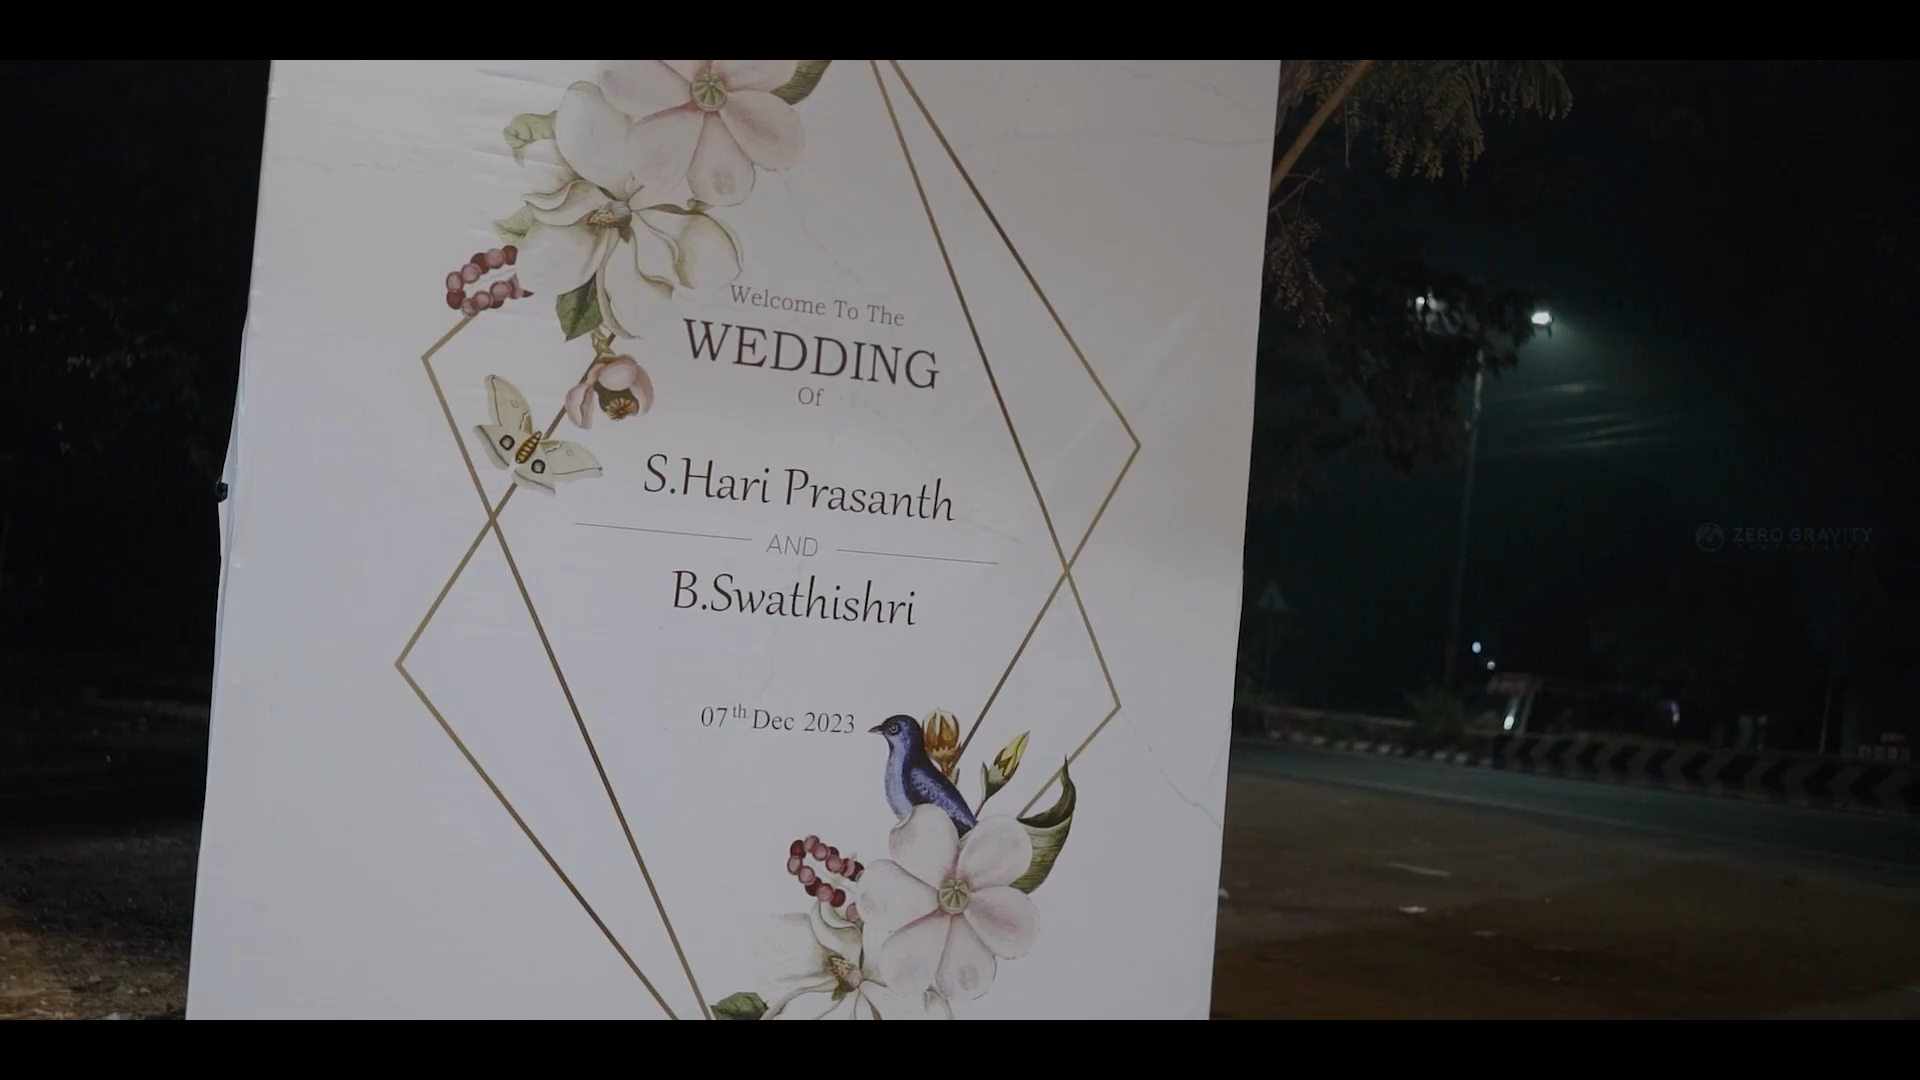 Welcome To The
WEDDING
Of
S.Hari Prasanth
AND
B.Swathishri
07th Dec 2023
ZERO GRAVITY